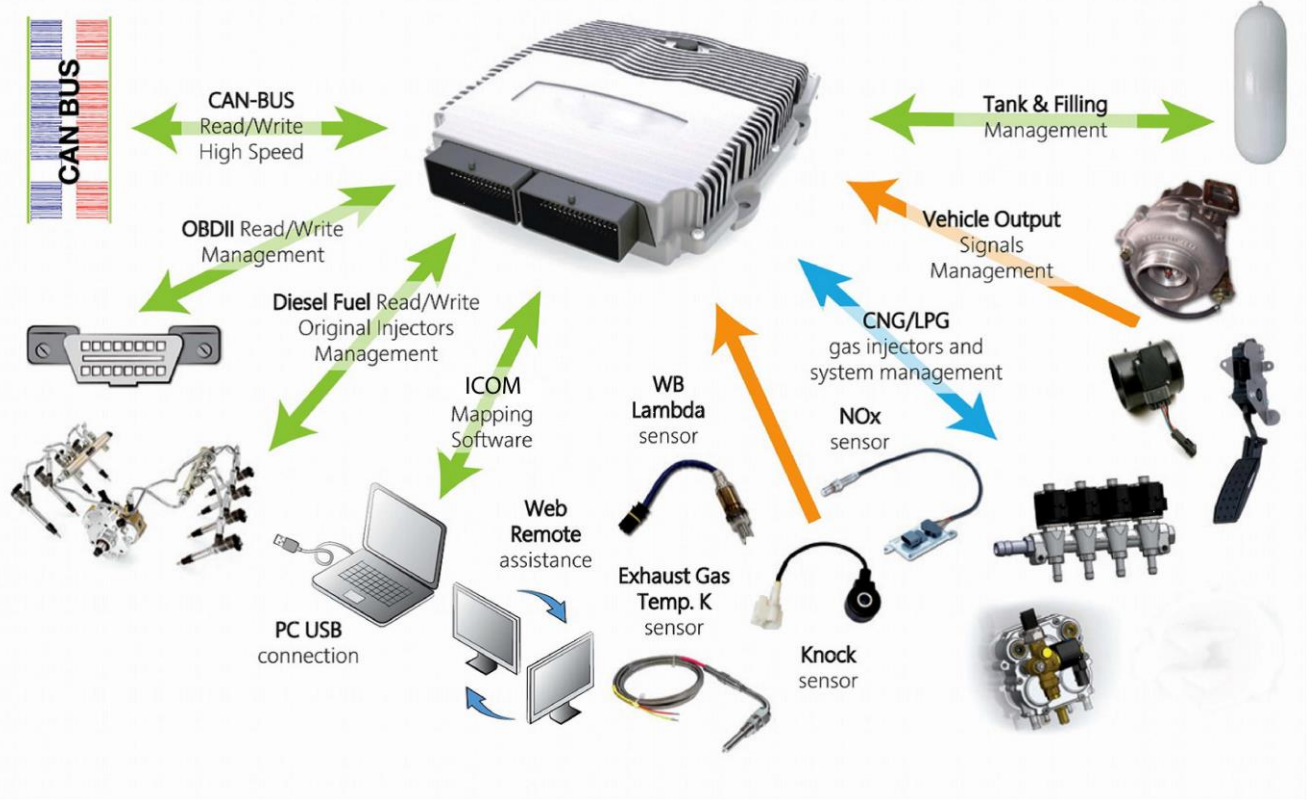 CAN BUS
CAN-BUS
Read/Write
High Speed
Tank & Filling
Management
OBDII Read/Write
Management
Vehicle Output
Signals
Management
Diesel Fuel Read/Write
Original Injectors
Management
CNG/LPG
gas injectors and
system management
ICOM
Mapping
Software
WB
Lambda
sensor
NOx
sensor
Web
Remote
assistance
Exhaust Gas
Temp. K
sensor
PC USB
connection
Knock
sensor